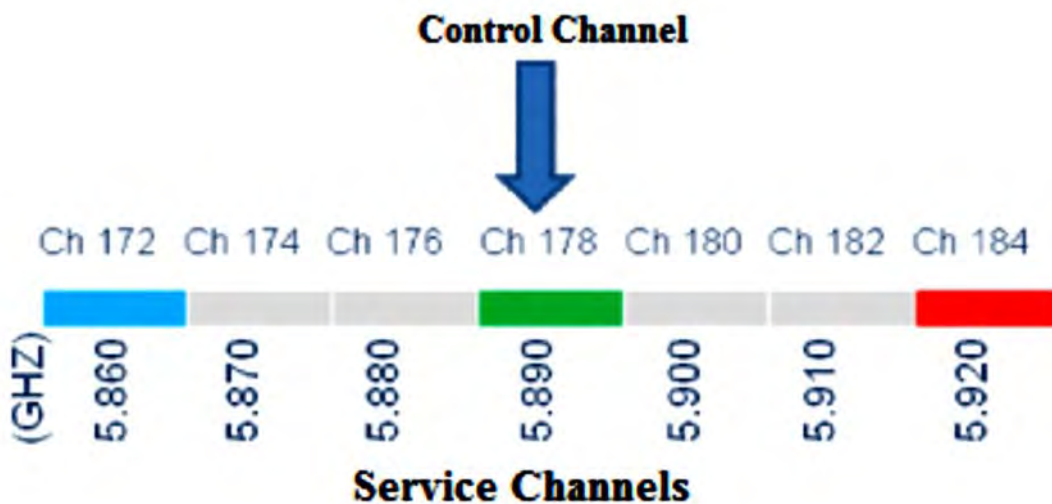 Control Channel
Ch 172 Ch 174 Ch 176 Ch 178 Ch 180 Ch 182 Ch 184
(GHZ) 5.860 5.870 5.880 5.890 5.900 5.910 5.920
Service Channels